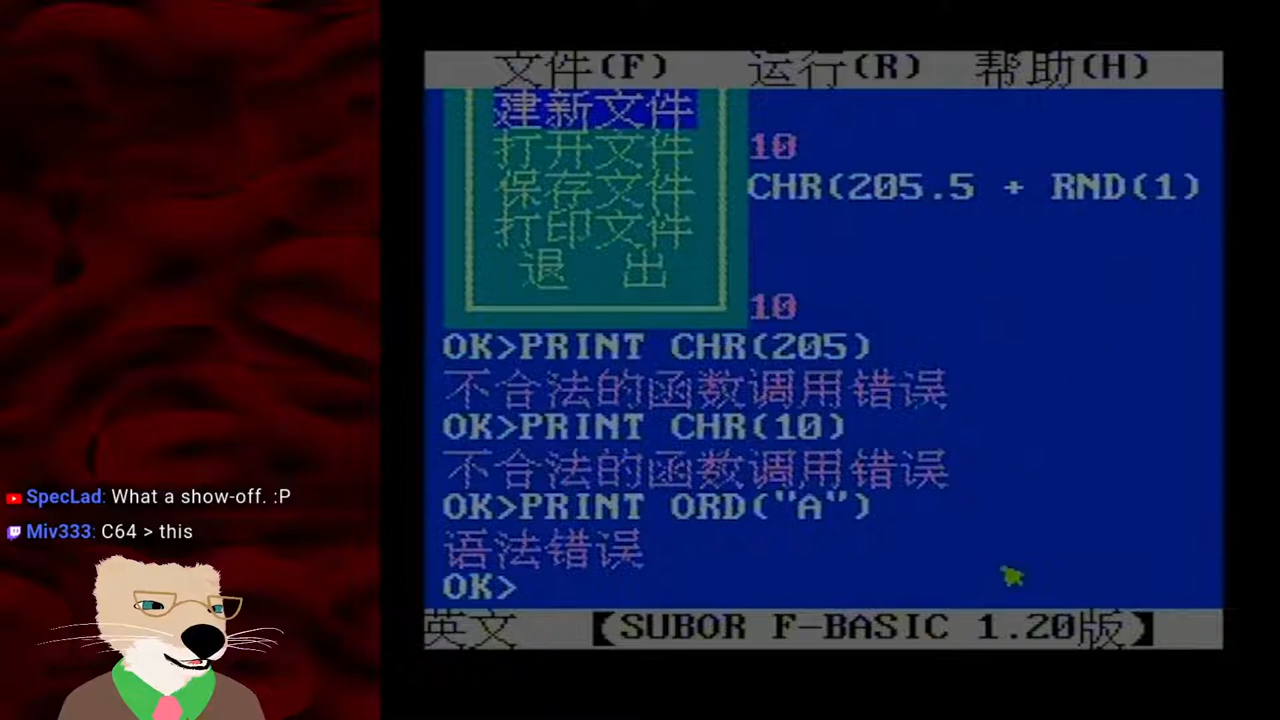 文件(F) 运行(R) 帮助(H)
建新文件
打开文件
保存文件
打印文件
退 出
10
CHR(205.5 + RND(1)
10
OK>PRINT CHR(205)
不合法的函数调用错误
OK>PRINT CHR(10)
不合法的函数调用错误
OK>PRINT ORD("A")
语法错误
OK>
英文 【SUBOR F-BASIC 1.20版】
SpecLad: What a show-off. :P
Miv333: C64 > this